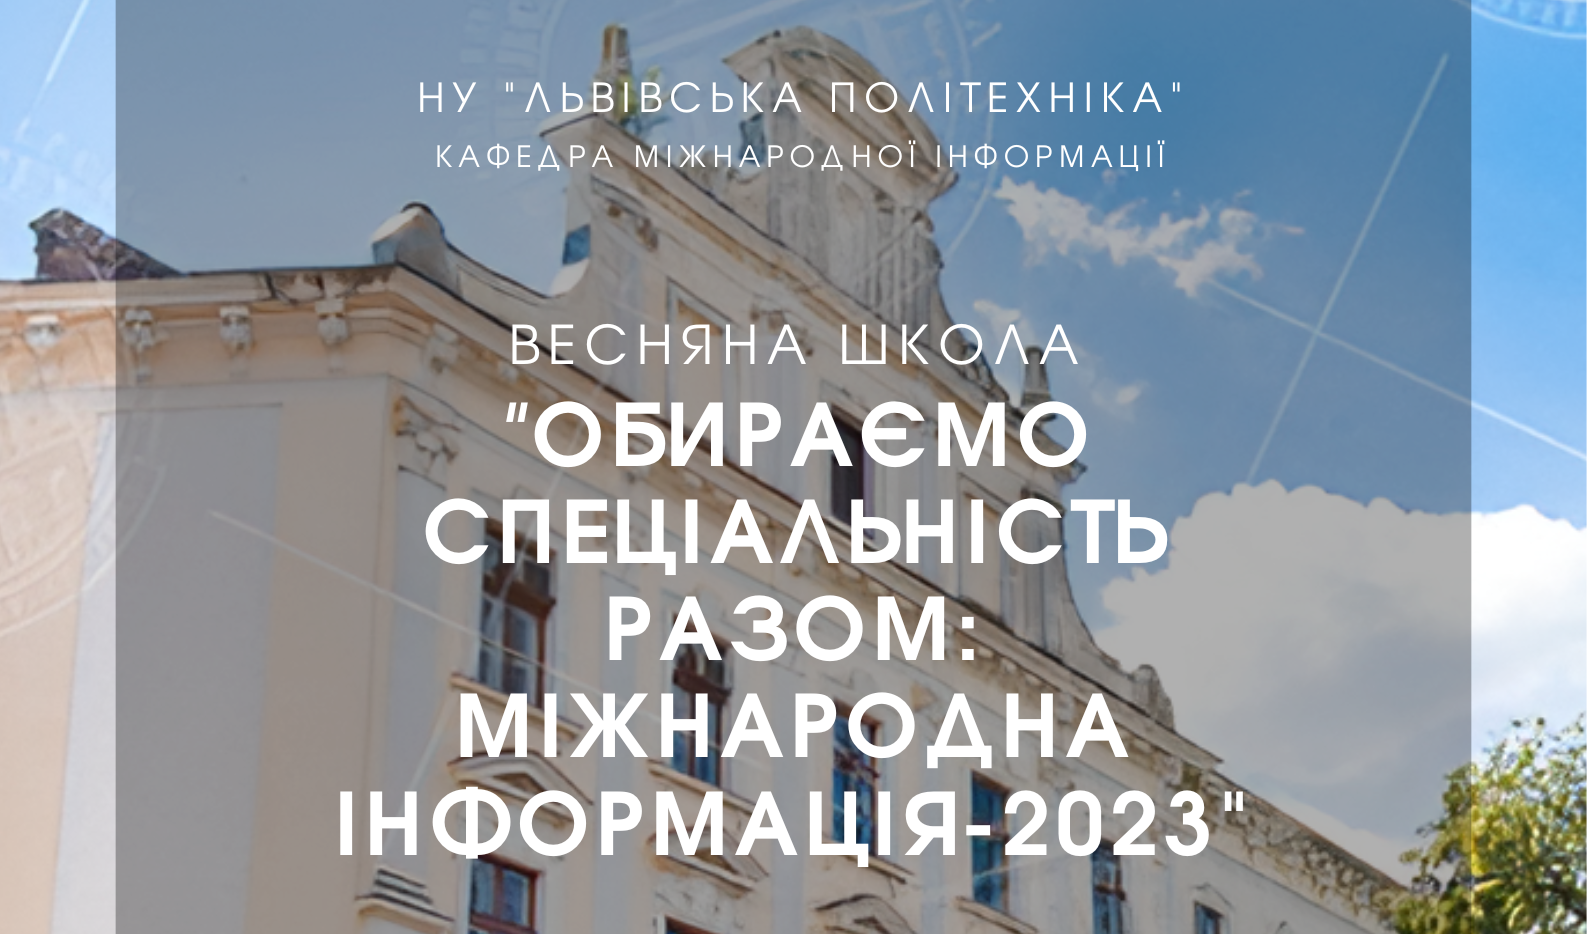 НУ "ЛЬВІВСЬКА ПОЛІТЕХНІКА"
КАФЕДРА МІЖНАРОДНОЇ ІНФОРМАЦІЇ
ВЕСНЯНА ШКОЛА
"ОБИРАЄМО
СПЕЦІАЛЬНІСТЬ
РАЗОМ:
МІЖНАРОДНА
ІНФОРМАЦІЯ-2023"